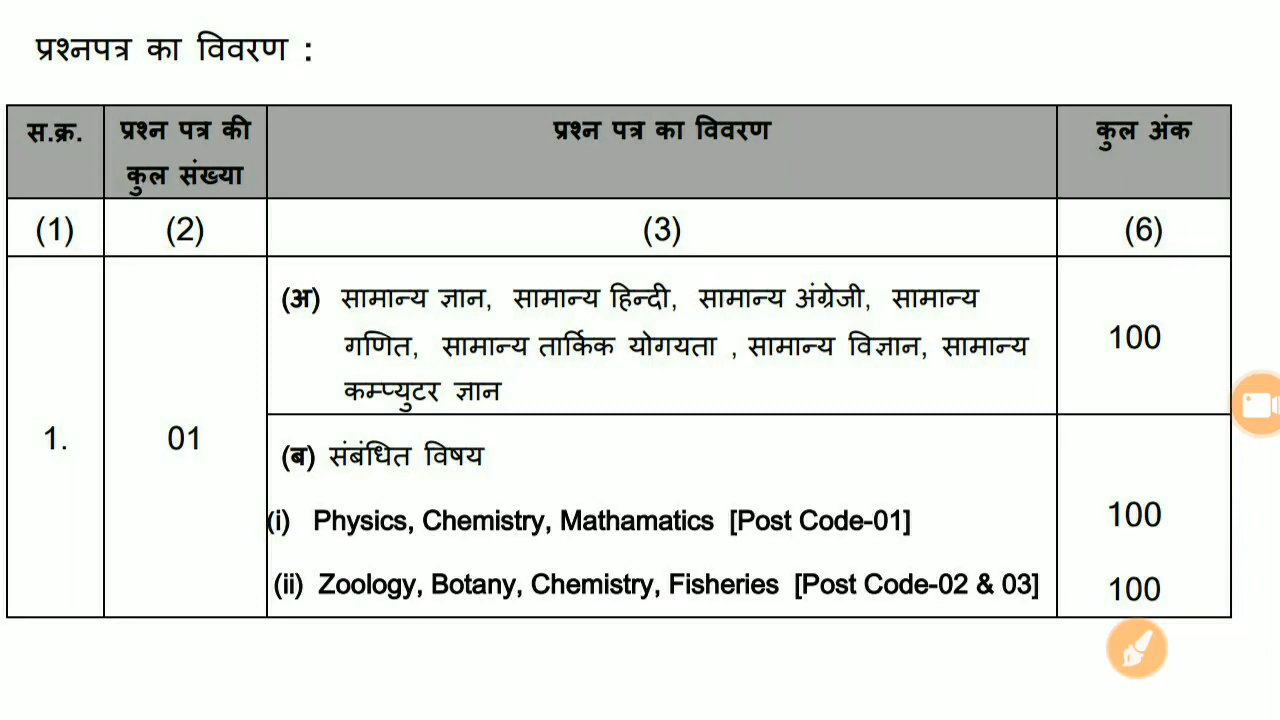 प्रश्नपत्र का विवरण :
स.क्र.
प्रश्न पत्र की
कुल संख्या
प्रश्न पत्र का विवरण
कुल अंक
(1)
(2)
(3)
(6)
1.
01
(अ) सामान्य ज्ञान, सामान्य हिन्दी, सामान्य अंग्रेजी, सामान्य
गणित, सामान्य तार्किक योगयता , सामान्य विज्ञान, सामान्य
कम्प्युटर ज्ञान
100
(ब) संबंधित विषय
(i) Physics, Chemistry, Mathamatics [Post Code-01]
100
(ii) Zoology, Botany, Chemistry, Fisheries [Post Code-02 & 03]
100